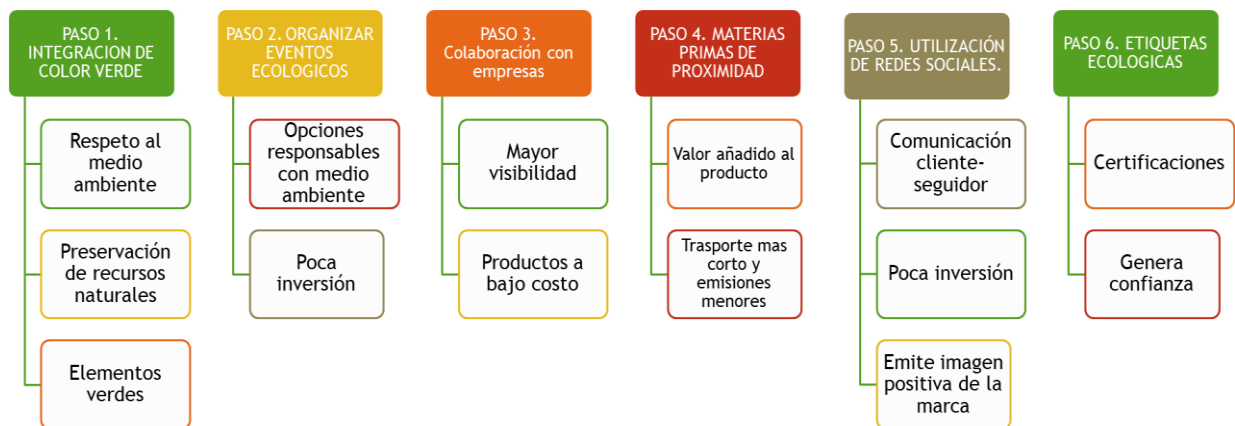 PASO 1.
INTEGRACION DE
COLOR VERDE
Respeto al
medio
ambiente
Preservación
de recursos
naturales
Elementos
verdes
PASO 2. ORGANIZAR
EVENTOS
ECOLOGICOS
Opciones
responsables
con medio
ambiente
Poca
inversión
PASO 3.
Colaboración con
empresas
Mayor
visibilidad
Productos a
bajo costo
PASO 4. MATERIAS
PRIMAS DE
PROXIMIDAD
Valor añadido al
producto
Trasporte mas
corto y
emisiones
menores
PASO 5. UTILIZACIÓN
DE REDES SOCIALES.
Comunicación
cliente-
seguidor
Poca inversión
Emite imagen
positiva de la
marca
PASO 6. ETIQUETAS
ECOLOGICAS
Certificaciones
Genera
confianza